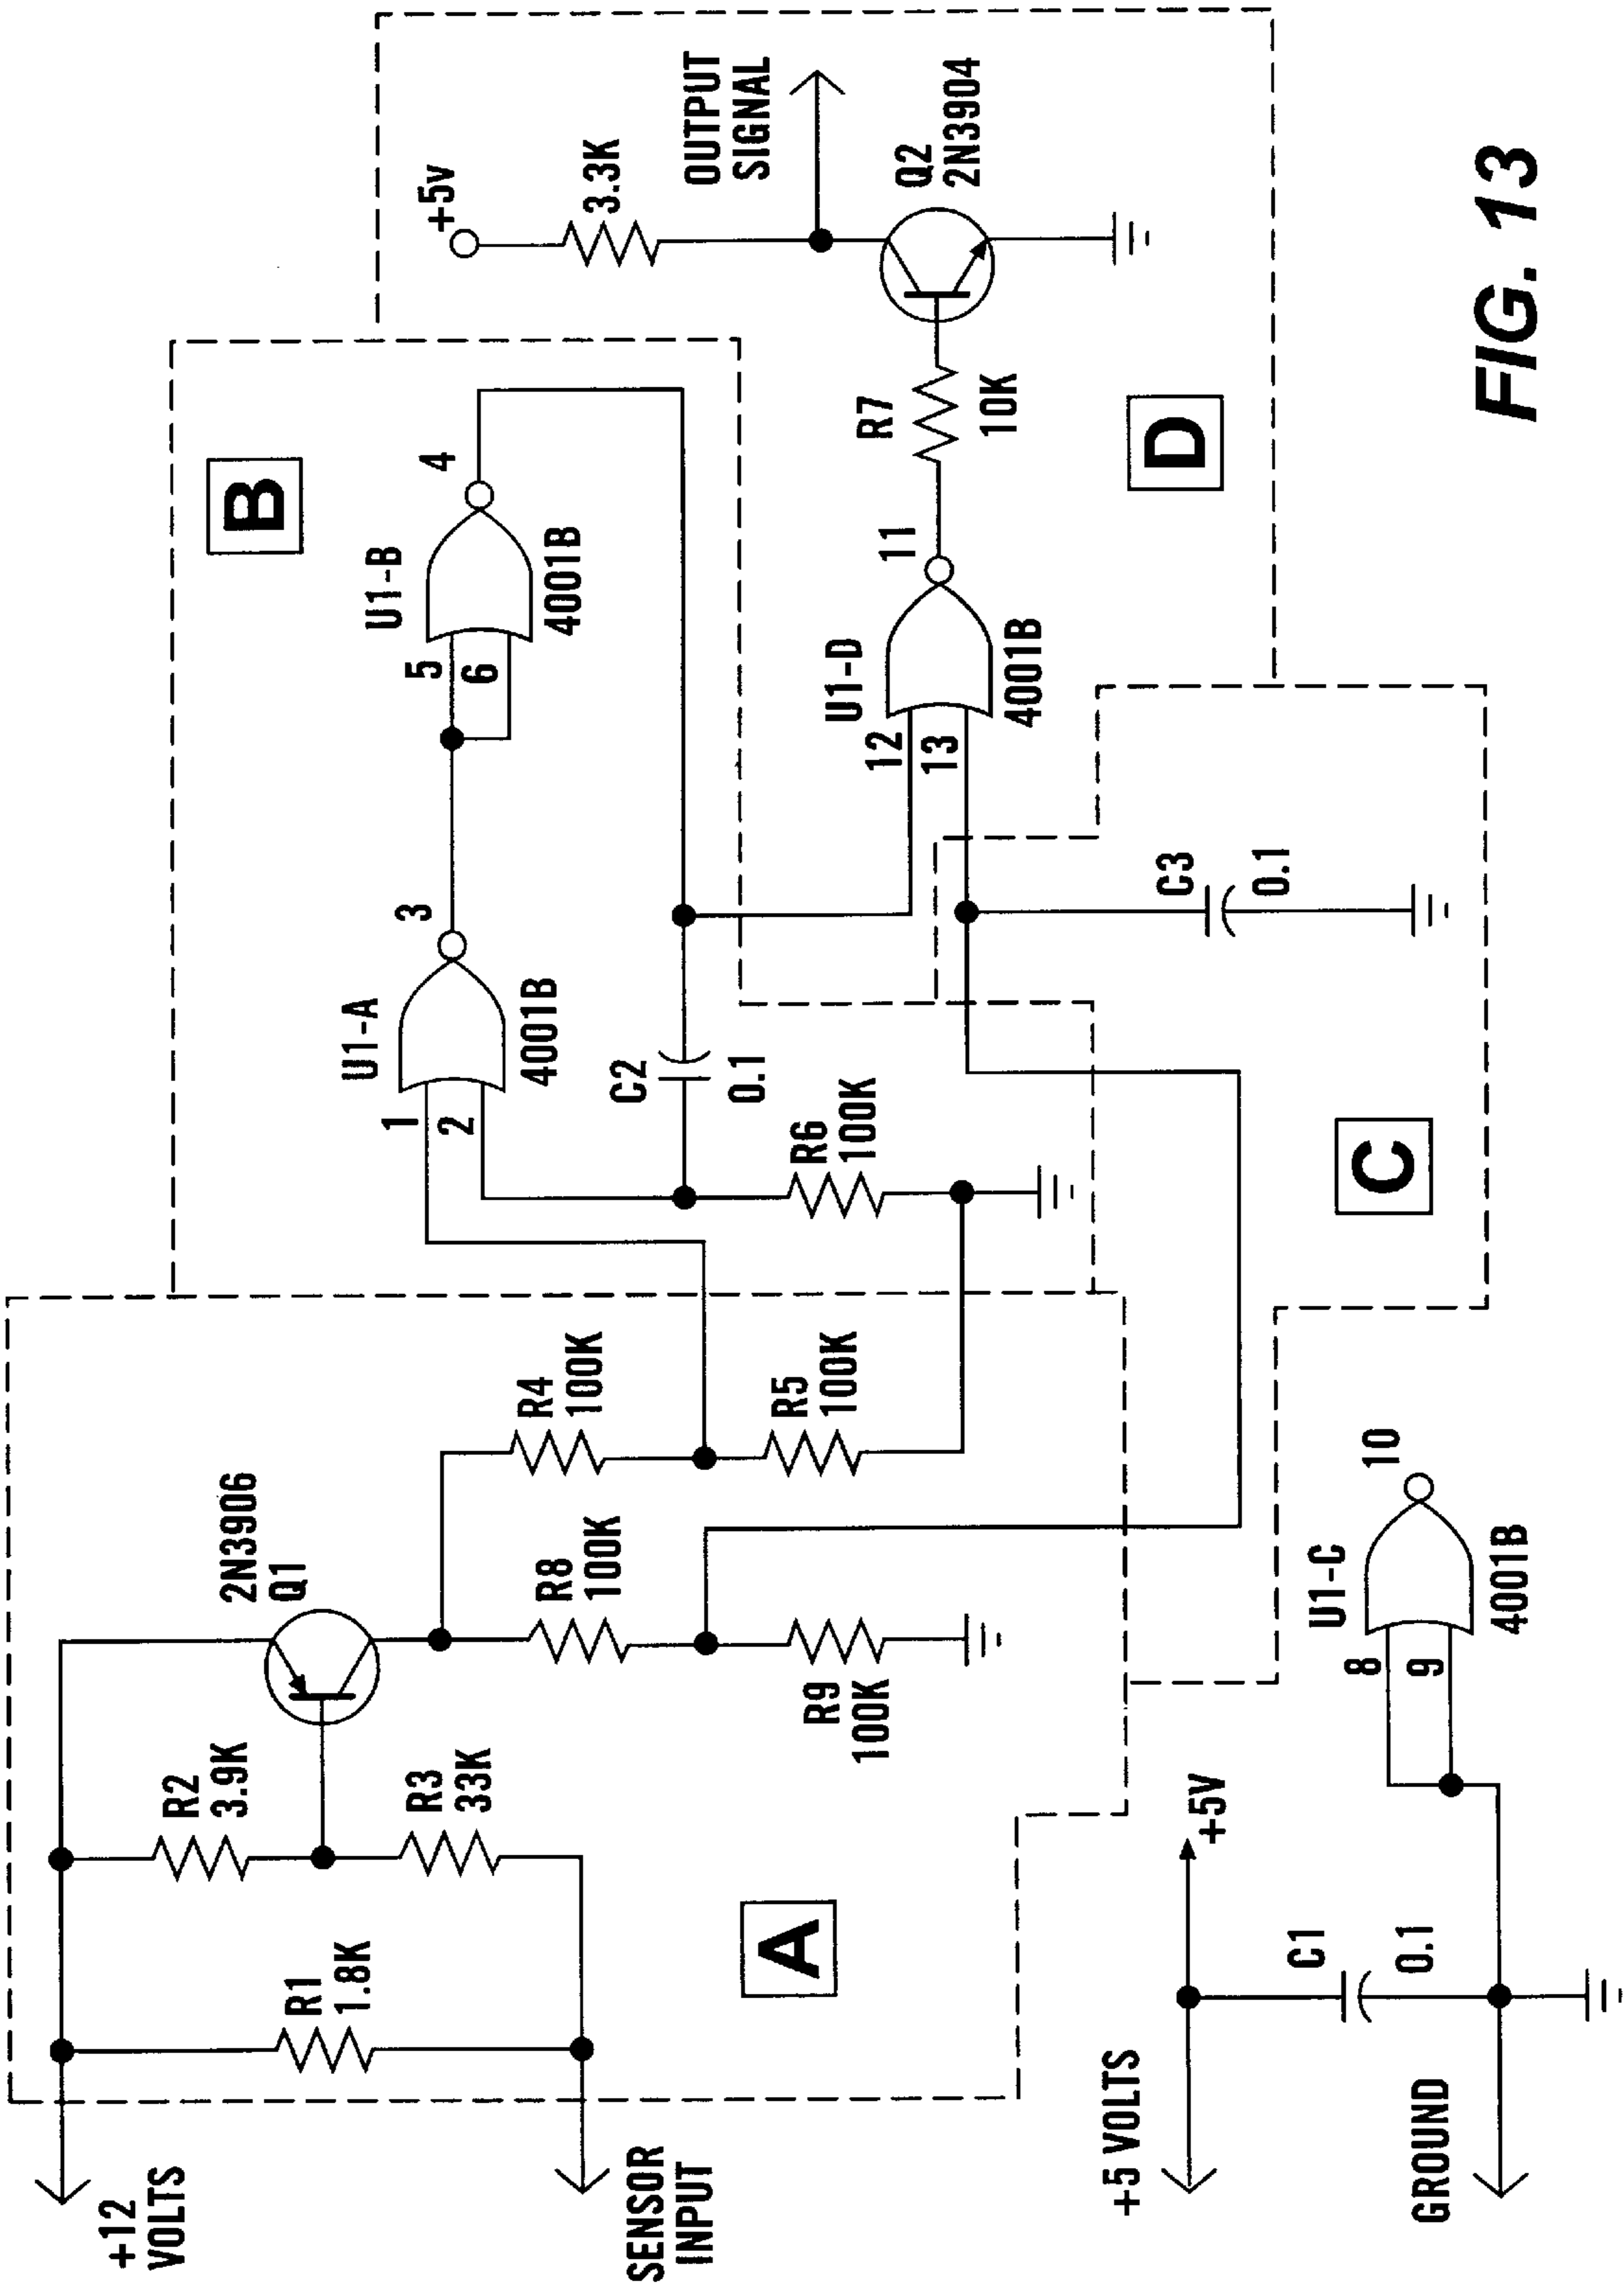 +12
VOLTS
SENSOR
INPUT
R1
1.8K
R2
3.9K
R3
33K
2N3906
Q1
R8
100K
R9
100K
R4
100K
R5
100K
A
U1-A
1
2
3
4001B
C2
0.1
R6
100K
U1-B
5
6
4
4001B
B
+5v
3.3K
OUTPUT
SIGNAL
Q2
2N3904
R7
10K
U1-D
12
13
11
4001B
D
C3
0.1
C
+5 VOLTS
+5V
C1
0.1
GROUND
U1-C
8
9
10
4001B
FIG. 13